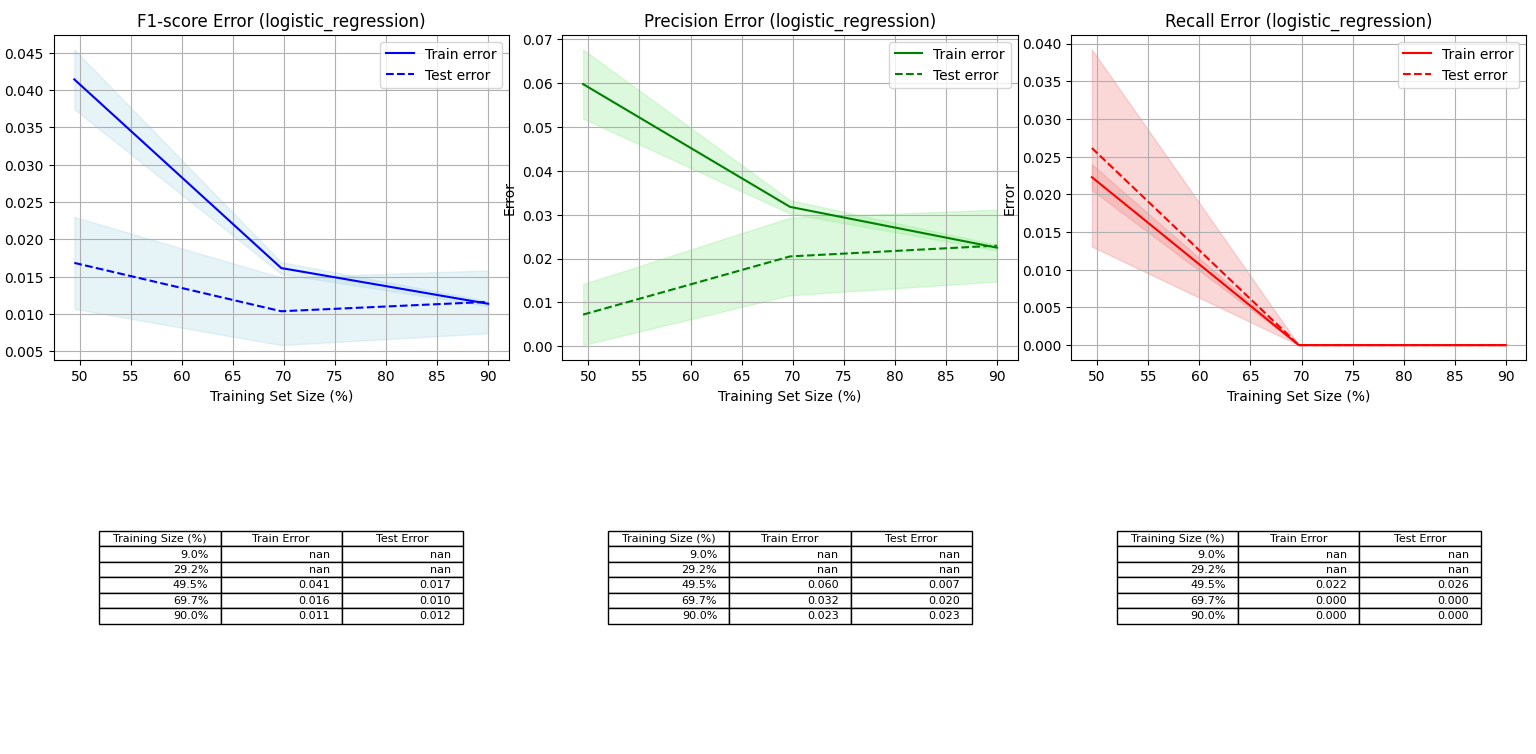 F1-score Error (logistic_regression)
0.045
0.040
0.035
0.030
0.025
0.020
0.015
0.010
0.005
Train error
Test error
50 55 60 65 70 75 80 85 90
Training Set Size (%)
Precision Error (logistic_regression)
Error
0.07
0.06
0.05
0.04
0.03
0.02
0.01
0.00
Train error
Test error
50 55 60 65 70 75 80 85 90
Training Set Size (%)
Recall Error (logistic_regression)
Error
0.040
0.035
0.030
0.025
0.020
0.015
0.010
0.005
0.000
Train error
Test error
50 55 60 65 70 75 80 85 90
Training Set Size (%)
Training Size (%) Train Error Test Error
9.0% nan nan
29.2% nan nan
49.5% 0.041 0.017
69.7% 0.016 0.010
90.0% 0.011 0.012
Training Size (%) Train Error Test Error
9.0% nan nan
29.2% nan nan
49.5% 0.060 0.007
69.7% 0.032 0.020
90.0% 0.023 0.023
Training Size (%) Train Error Test Error
9.0% nan nan
29.2% nan nan
49.5% 0.022 0.026
69.7% 0.000 0.000
90.0% 0.000 0.000